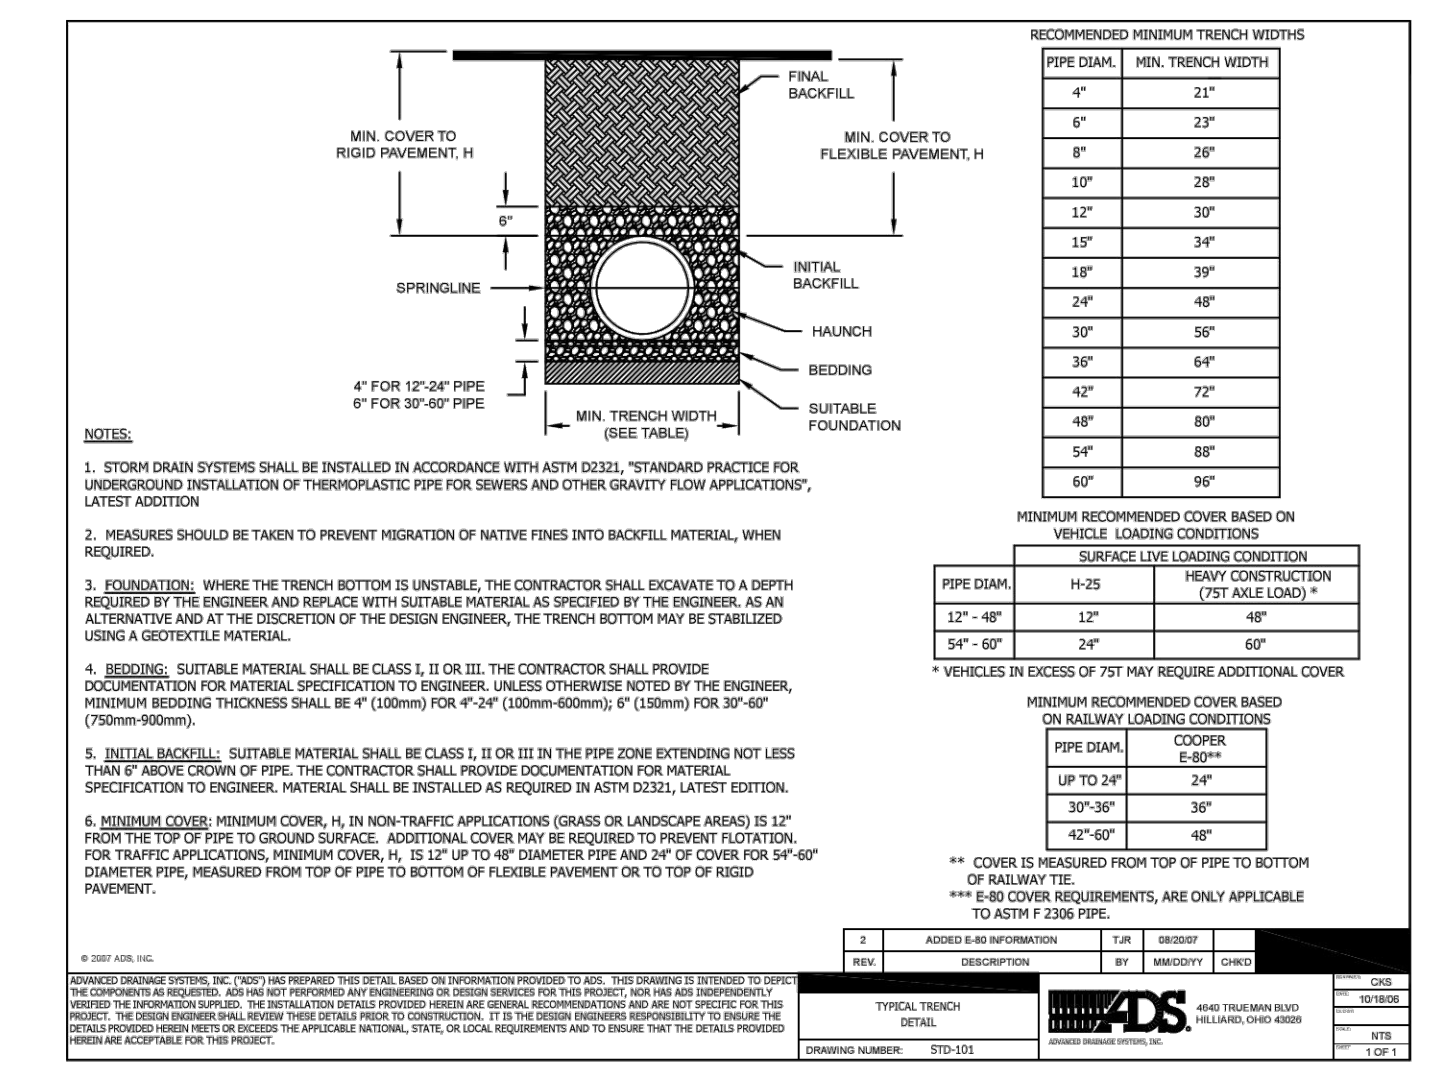 FINAL
BACKFILL
MIN. COVER TO
RIGID PAVEMENT, H
MIN. COVER TO
FLEXIBLE PAVEMENT, H
6"
INITIAL
BACKFILL
SPRINGLINE
HAUNCH
BEDDING
4" FOR 12"-24" PIPE
6" FOR 30"-60" PIPE
SUITABLE
FOUNDATION
MIN. TRENCH WIDTH
(SEE TABLE)
NOTES:
1. STORM DRAIN SYSTEMS SHALL BE INSTALLED IN ACCORDANCE WITH ASTM D2321, "STANDARD PRACTICE FOR
UNDERGROUND INSTALLATION OF THERMOPLASTIC PIPE FOR SEWERS AND OTHER GRAVITY FLOW APPLICATIONS",
LATEST ADDITION
2. MEASURES SHOULD BE TAKEN TO PREVENT MIGRATION OF NATIVE FINES INTO BACKFILL MATERIAL, WHEN
REQUIRED.
3. FOUNDATION: WHERE THE TRENCH BOTTOM IS UNSTABLE, THE CONTRACTOR SHALL EXCAVATE TO A DEPTH
REQUIRED BY THE ENGINEER AND REPLACE WITH SUITABLE MATERIAL AS SPECIFIED BY THE ENGINEER. AS AN
ALTERNATIVE AND AT THE DISCRETION OF THE DESIGN ENGINEER, THE TRENCH BOTTOM MAY BE STABILIZED
USING A GEOTEXTILE MATERIAL.
4. BEDDING: SUITABLE MATERIAL SHALL BE CLASS I, II OR III. THE CONTRACTOR SHALL PROVIDE
DOCUMENTATION FOR MATERIAL SPECIFICATION TO ENGINEER. UNLESS OTHERWISE NOTED BY THE ENGINEER,
MINIMUM BEDDING THICKNESS SHALL BE 4" (100mm) FOR 4"-24" (100mm-600mm); 6" (150mm) FOR 30"-60"
(750mm-900mm).
5. INITIAL BACKFILL: SUITABLE MATERIAL SHALL BE CLASS I, II OR III IN THE PIPE ZONE EXTENDING NOT LESS
THAN 6" ABOVE CROWN OF PIPE. THE CONTRACTOR SHALL PROVIDE DOCUMENTATION FOR MATERIAL
SPECIFICATION TO ENGINEER. MATERIAL SHALL BE INSTALLED AS REQUIRED IN ASTM D2321, LATEST EDITION.
6. MINIMUM COVER: MINIMUM COVER, H, IN NON-TRAFFIC APPLICATIONS (GRASS OR LANDSCAPE AREAS) IS 12"
FROM THE TOP OF PIPE TO GROUND SURFACE. ADDITIONAL COVER MAY BE REQUIRED TO PREVENT FLOTATION.
FOR TRAFFIC APPLICATIONS, MINIMUM COVER, H, IS 12" UP TO 48" DIAMETER PIPE AND 24" OF COVER FOR 54"-60"
DIAMETER PIPE, MEASURED FROM TOP OF PIPE TO BOTTOM OF FLEXIBLE PAVEMENT OR TO TOP OF RIGID
PAVEMENT.
RECOMMENDED MINIMUM TRENCH WIDTHS
PIPE DIAM. MIN. TRENCH WIDTH
4" 21"
6" 23"
8" 26"
10" 28"
12" 30"
15" 34"
18" 39"
24" 48"
30" 56"
36" 64"
42" 72"
48" 80"
54" 88"
60" 96"
MINIMUM RECOMMENDED COVER BASED ON
VEHICLE LOADING CONDITIONS
SURFACE LIVE LOADING CONDITION
PIPE DIAM. H-25 HEAVY CONSTRUCTION
(75T AXLE LOAD) *
12" - 48" 12" 48"
54" - 60" 24" 60"
* VEHICLES IN EXCESS OF 75T MAY REQUIRE ADDITIONAL COVER
MINIMUM RECOMMENDED COVER BASED
ON RAILWAY LOADING CONDITIONS
PIPE DIAM. COOPER
E-80**
UP TO 24" 24"
30"-36" 36"
42"-60" 48"
** COVER IS MEASURED FROM TOP OF PIPE TO BOTTOM
OF RAILWAY TIE.
*** E-80 COVER REQUIREMENTS, ARE ONLY APPLICABLE
TO ASTM F 2306 PIPE.
2 ADDED E-80 INFORMATION TJR 08/20/07
REV. DESCRIPTION BY MM/DD/YY CHK'D
© 2007 ADS, INC.
ADVANCED DRAINAGE SYSTEMS, INC. ("ADS") HAS PREPARED THIS DETAIL BASED ON INFORMATION PROVIDED TO ADS. THIS DRAWING IS INTENDED TO DEPICT
THE COMPONENTS AS REQUESTED. ADS HAS NOT PERFORMED ANY ENGINEERING OR DESIGN SERVICES FOR THIS PROJECT, NOR HAS ADS INDEPENDENTLY
VERIFIED THE INFORMATION SUPPLIED. THE INSTALLATION DETAILS PROVIDED HEREIN ARE GENERAL RECOMMENDATIONS AND ARE NOT SPECIFIC FOR THIS
PROJECT. THE DESIGN ENGINEER SHALL REVIEW THESE DETAILS PRIOR TO CONSTRUCTION. IT IS THE DESIGN ENGINEERS RESPONSIBILITY TO ENSURE THE
DETAILS PROVIDED HEREIN MEETS OR EXCEEDS THE APPLICABLE NATIONAL, STATE, OR LOCAL REQUIREMENTS AND TO ENSURE THAT THE DETAILS PROVIDED
HEREIN ARE ACCEPTABLE FOR THIS PROJECT.
TYPICAL TRENCH
DETAIL
DRAWING NUMBER: STD-101
ADS
ADVANCED DRAINAGE SYSTEMS, INC.
4640 TRUEMAN BLVD
HILLIARD, OHIO 43026
CKS
10/18/06
NTS
1 OF 1